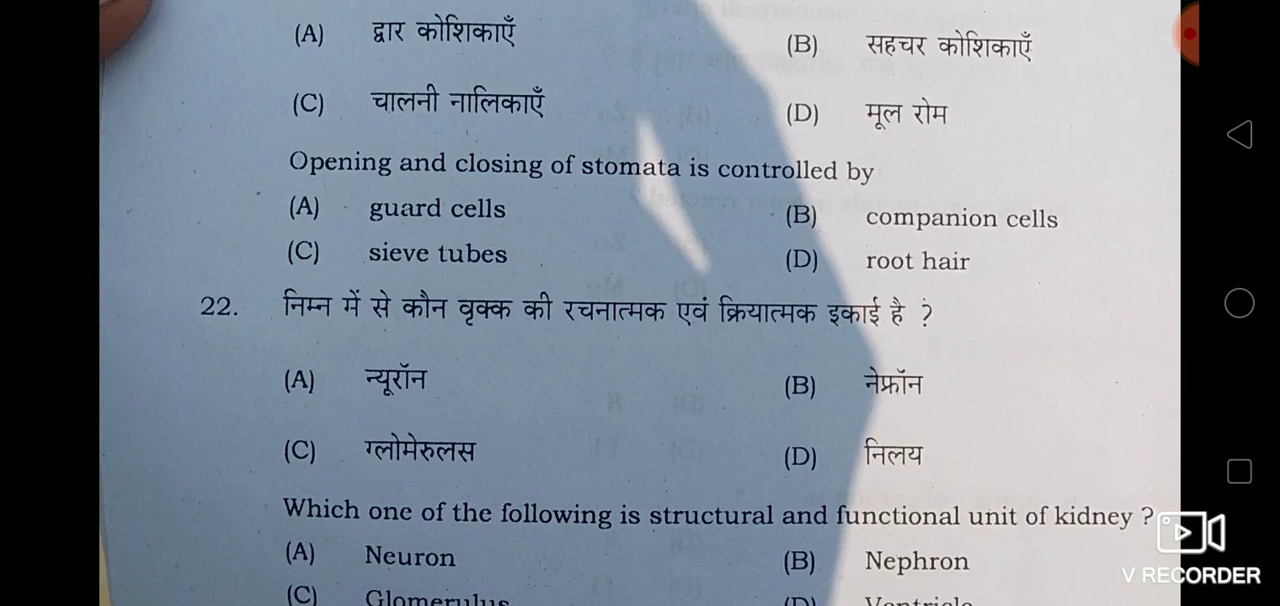 (A) द्वार कोशिकाएँ (B) सहचर कोशिकाएँ
(C) चालनी नालिकाएँ (D) मूल रोम
Opening and closing of stomata is controlled by
(A) guard cells (B) companion cells
(C) sieve tubes (D) root hair
22. निम्न में से कौन वृक्क की रचनात्मक एवं क्रियात्मक इकाई है ?
(A) न्यूरॉन (B) नेफ्रॉन
(C) ग्लोमेरुलस (D) निलय
Which one of the following is structural and functional unit of kidney ?
(A) Neuron (B) Nephron
(C) Glomerulus (D) Ventricle
V RECORDER